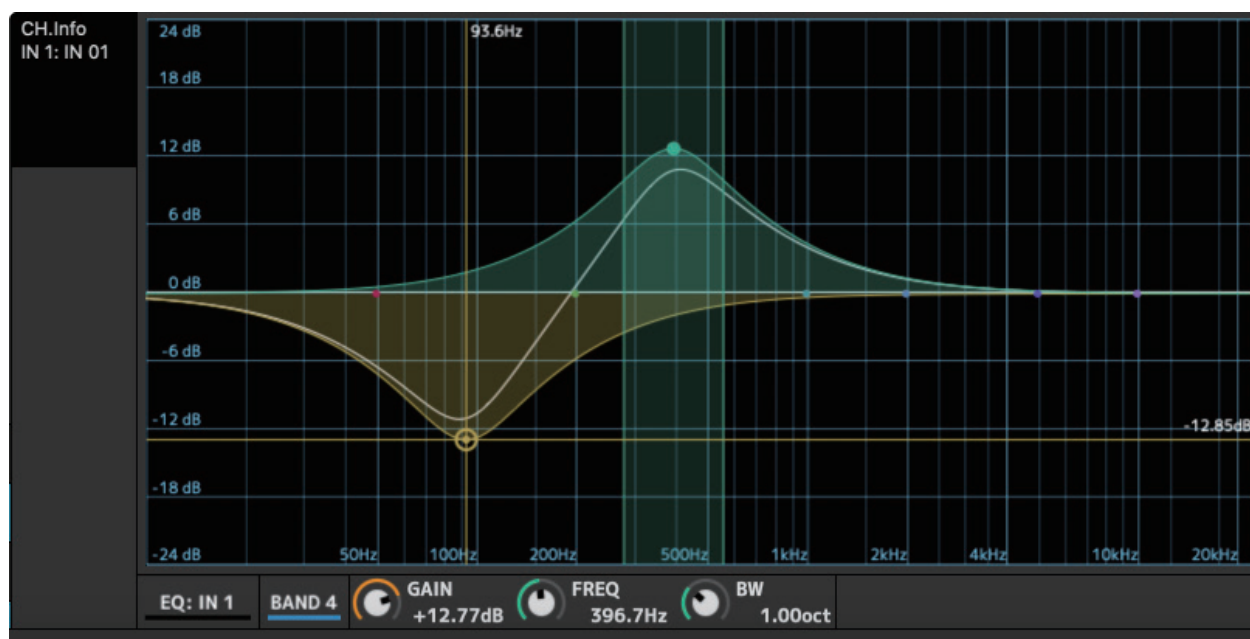 CH.Info
IN 1: IN 01
24 dB
93.6Hz
18 dB
12 dB
6 dB
0 dB
-6 dB
-12 dB
-12.85dB
-18 dB
-24 dB
50Hz
100Hz
200Hz
500Hz
1kHz
2kHz
4kHz
10kHz
20kHz
EQ: IN 1
BAND 4
GAIN
+12.77dB
FREQ
396.7Hz
BW
1.00oct